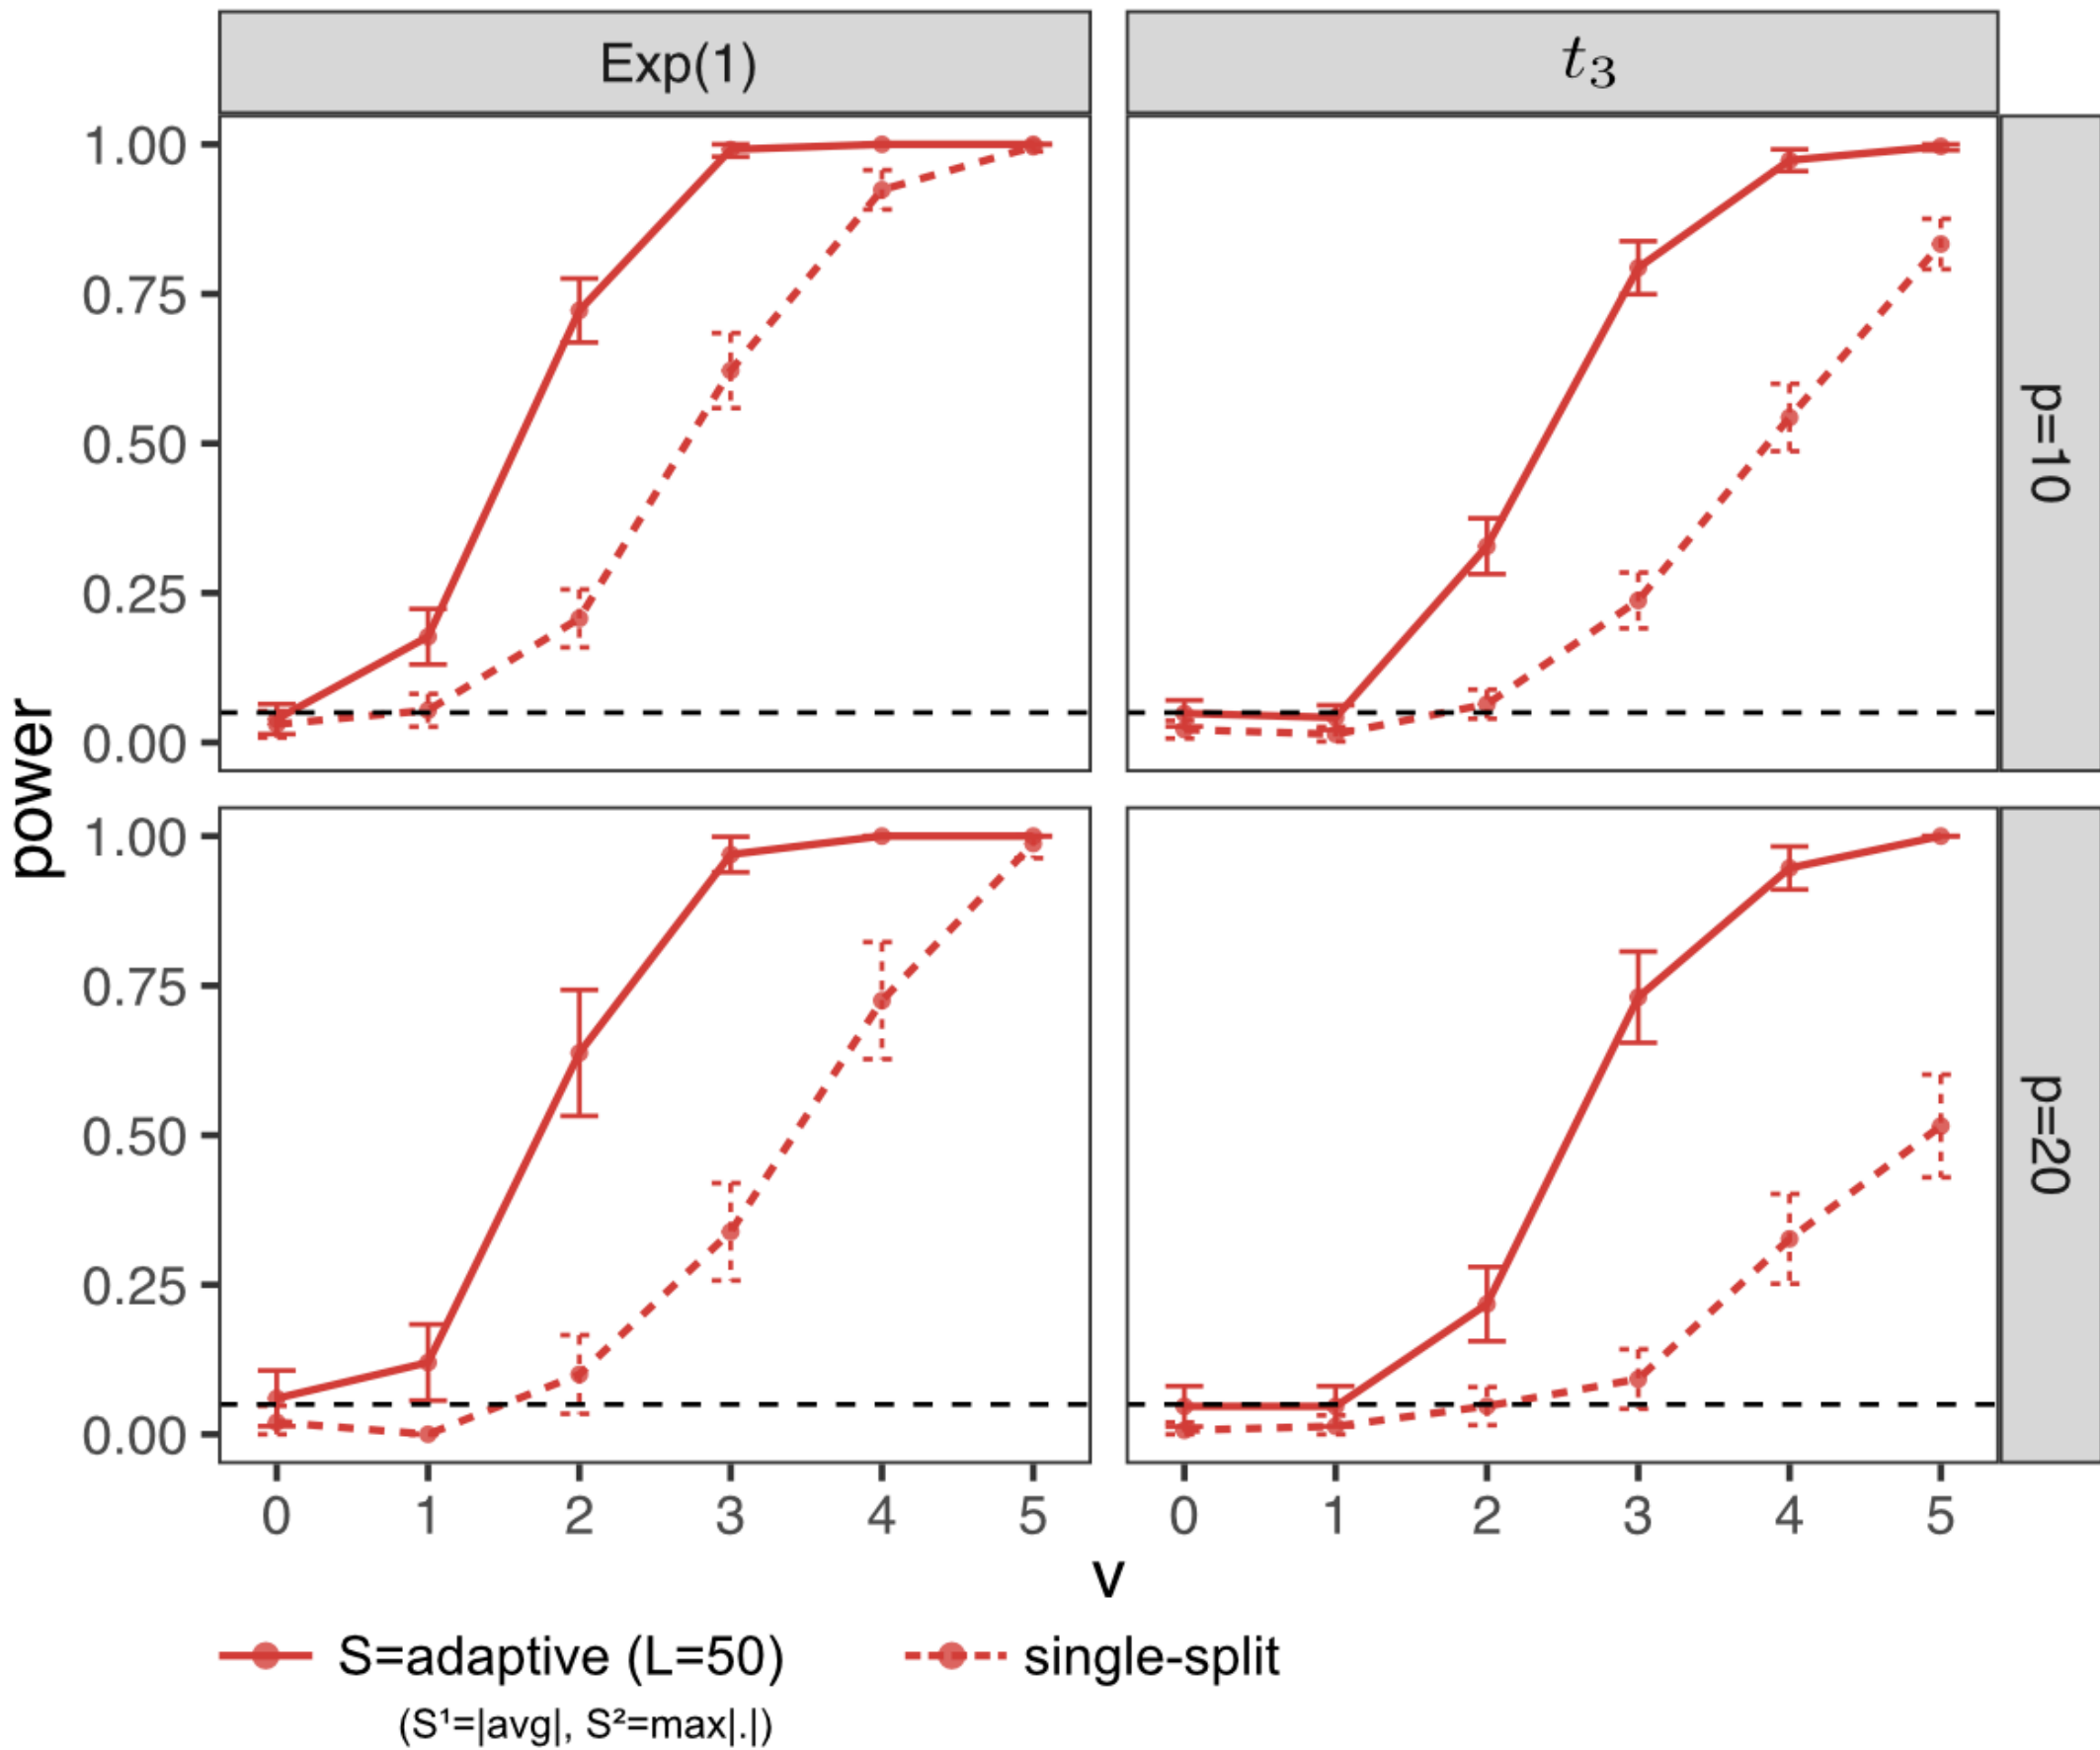 Exp(1)
t₃
1.00
0.75
0.50
0.25
0.00
p=10
power
1.00
0.75
0.50
0.25
0.00
p=20
0 1 2 3 4 5
0 1 2 3 4 5
v
S=adaptive (L=50)
single-split
(S¹=|avg|, S²=max|.|)